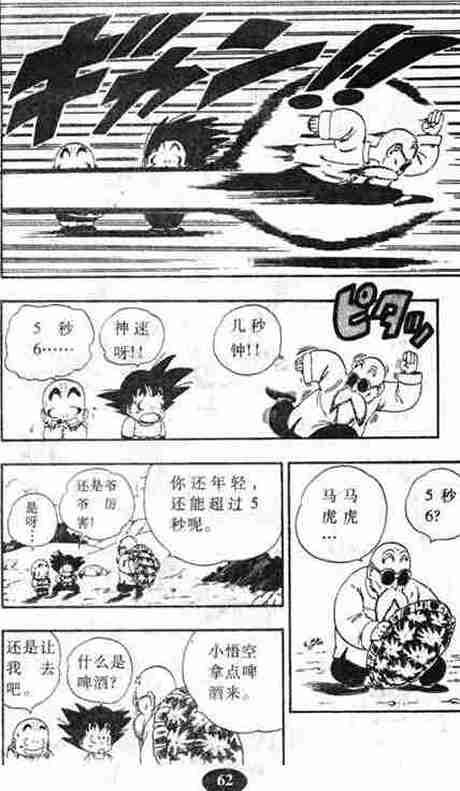 ギュン!!
ピタッ
几秒
钟!!
神速
呀!!
5 秒
6……
5 秒
6?
马马
虎虎
…
你还年轻，
还能超过5
秒呢。
还是爷
爷厉
害!
是
呀
…
小悟空
拿点啤
酒来。
什么是
啤酒?
还是让
我去
吧。
62